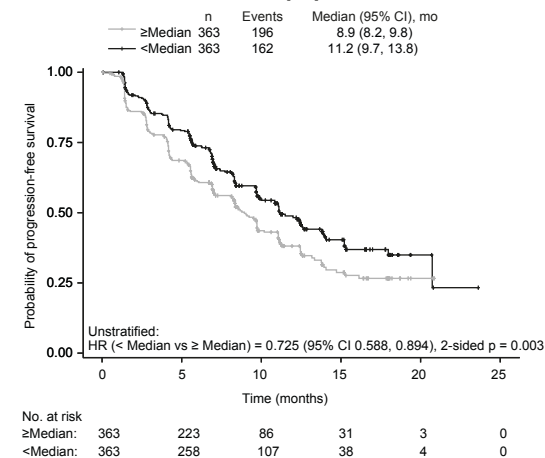 n Events Median (95% CI), mo
≥Median 363 196 8.9 (8.2, 9.8)
<Median 363 162 11.2 (9.7, 13.8)
1.00
0.75
0.50
0.25
0.00
Probability of progression-free survival
Unstratified:
HR (< Median vs ≥ Median) = 0.725 (95% CI 0.588, 0.894), 2-sided p = 0.003
0 5 10 15 20 25
Time (months)
No. at risk
≥Median: 363 223 86 31 3 0
<Median: 363 258 107 38 4 0